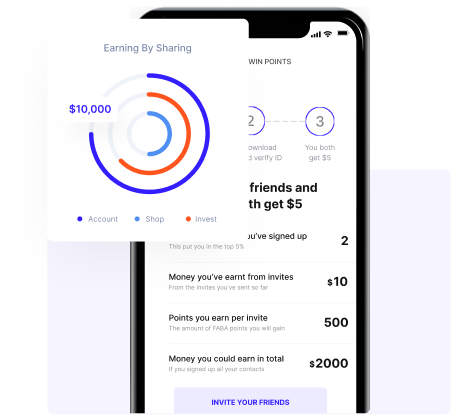 Earning By Sharing
$10,000
Account
Shop
Invest
WIN POINTS
2
3
verify ID
You both
get $5
friends and
get $5
signed up
2
This put you in the top 5%
Money you've earnt from invites
$10
From the invites you've sent so far
Points you earn per invite
500
The amount of FABA points you will gain
Money you could earn in total
$2000
If you signed up all your contacts
INVITE YOUR FRIENDS